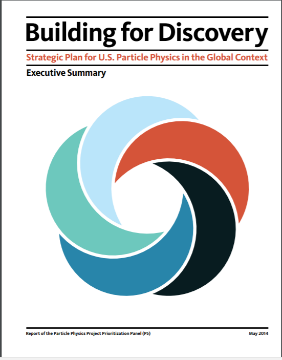 Building for Discovery
Strategic Plan for U.S. Particle Physics in the Global Context
Executive Summary
Report of the Particle Physics Project Prioritization Panel (P5)
May 2014